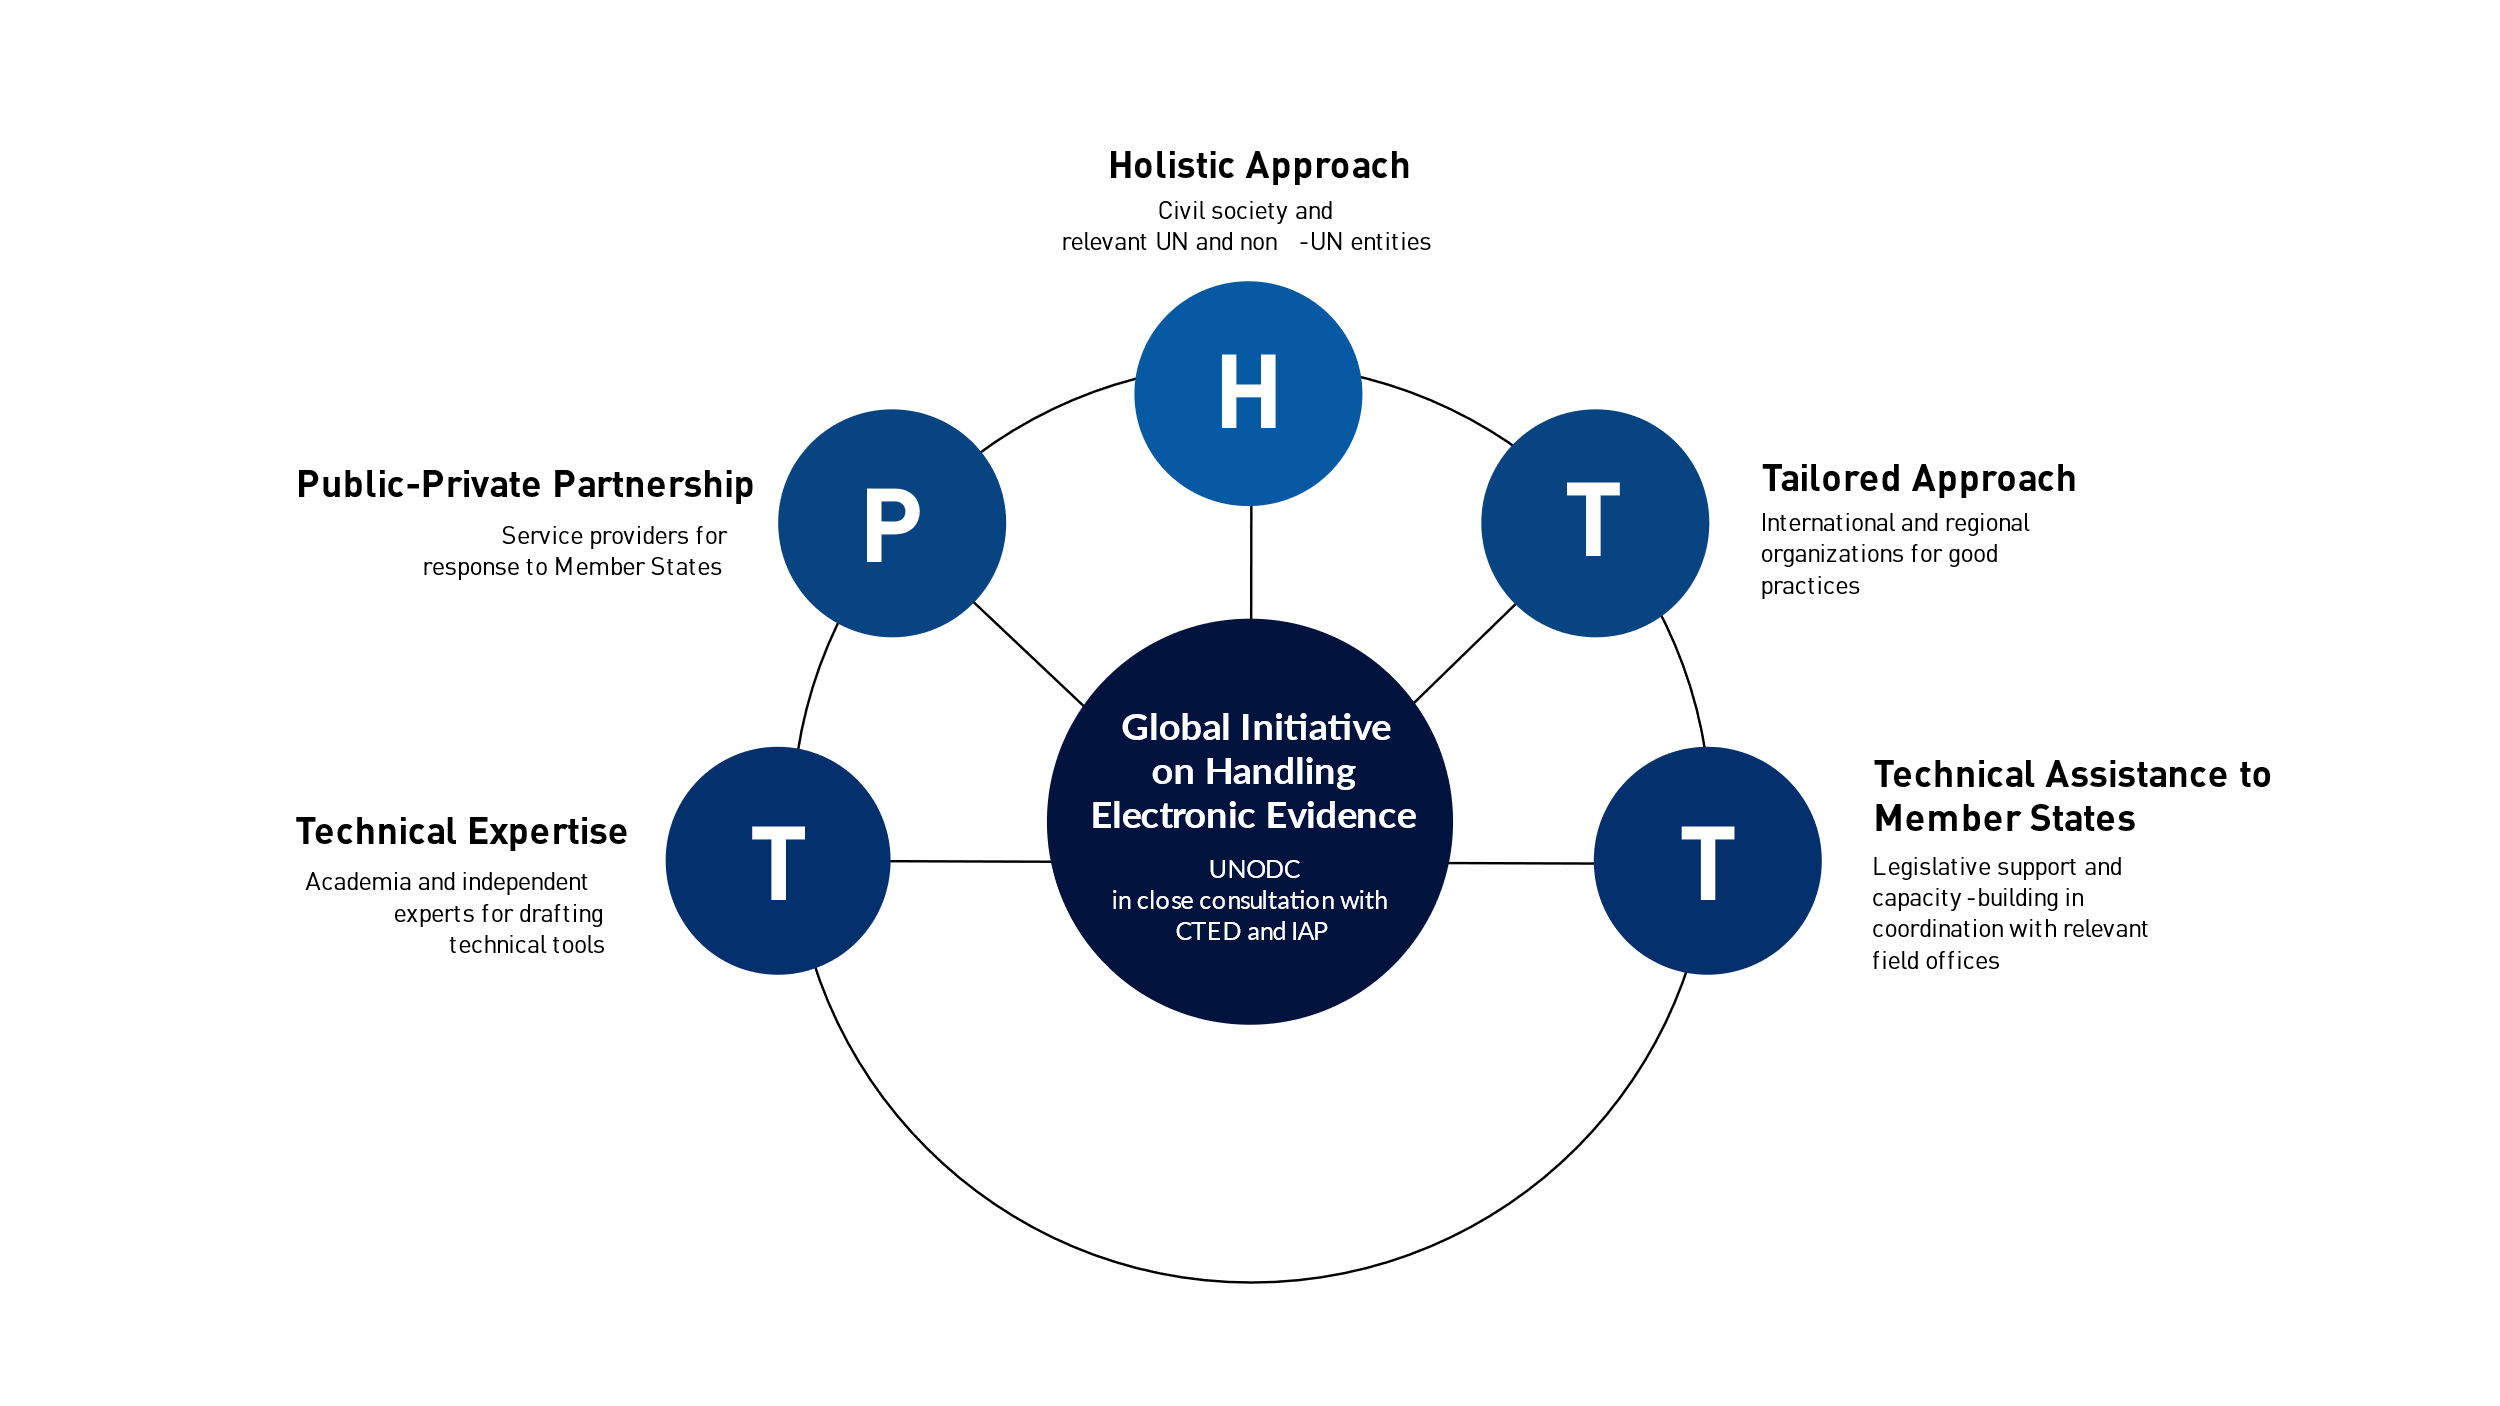 Holistic Approach
Civil society and
relevant UN and non -UN entities
H
Public-Private Partnership
Service providers for
response to Member States
P
T
Tailored Approach
International and regional
organizations for good
practices
Global Initiative
on Handling
Electronic Evidence
UNODC
in close consultation with
CTED and IAP
Technical Expertise
Academia and independent
experts for drafting
technical tools
T
T
Technical Assistance to
Member States
Legislative support and
capacity -building in
coordination with relevant
field offices